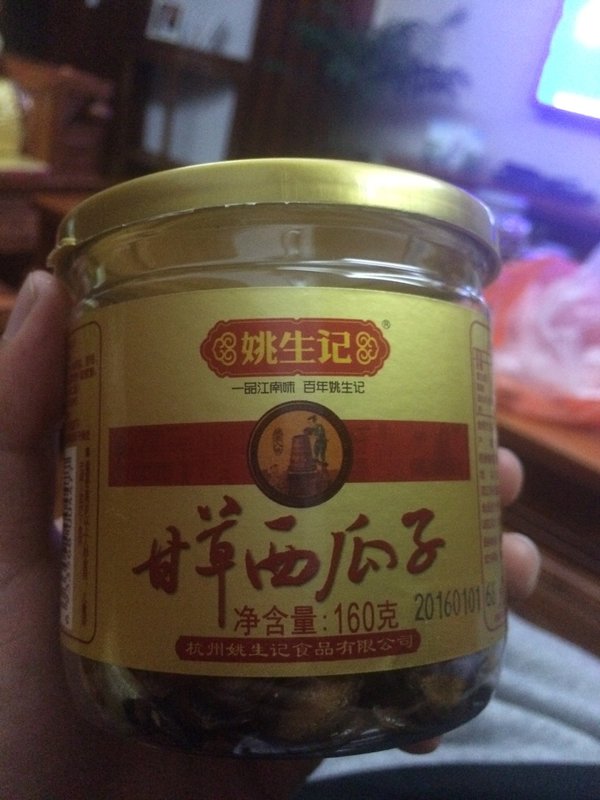 姚生记®
一品江南味 百年姚生记
甘草西瓜子
净含量:160克
20160101
杭州姚生记食品有限公司